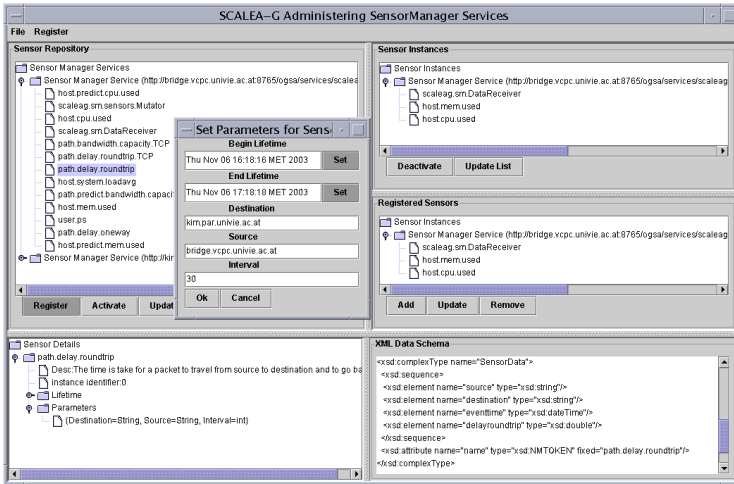 SCALEA-G Administering SensorManager Services
File Register
Sensor Repository
Sensor Manager Services
Sensor Manager Service (http://bridge.vcpc.univie.ac.at:8765/ogsa/services/scalea
host.predict.cpu.used
scaleag.sm.sensors.Mutator
host.cpu.used
scaleag.sm.DataReceiver
path.bandwidth.capacity.TCP
path.delay.roundtrip.TCP
path.delay.roundtrip
host.system.loadavg
path.predict.bandwidth.capaci
host.mem.used
user.ps
path.delay.oneway
host.predict.mem.used
Sensor Manager Service (http://kir
Register Activate Updat
Set Parameters for Sens
Begin Lifetime
Thu Nov 06 16:18:16 MET 2003 Set
End Lifetime
Thu Nov 06 17:18:18 MET 2003 Set
Destination
kim.par.univie.ac.at
Source
bridge.vcpc.univie.ac.at
Interval
30
Ok Cancel
Sensor Instances
Sensor Instances
Sensor Manager Service (http://bridge.vcpc.univie.ac.at:8765/ogsa/services/scaleag
scaleag.sm.DataReceiver
host.mem.used
host.cpu.used
Deactivate Update List
Registered Sensors
Sensor Instances
Sensor Manager Service (http://bridge.vcpc.univie.ac.at:8765/ogsa/services/scaleag
scaleag.sm.DataReceiver
host.mem.used
host.cpu.used
Add Update Remove
Sensor Details
path.delay.roundtrip
Desc:The time is take for a packet to travel from source to destination and to go ba
instance identifier:0
Lifetime
Parameters
{Destination=String, Source=String, Interval=int}
XML Data Schema
<xsd:complexType name="SensorData">
<xsd:sequence>
<xsd:element name="source" type="xsd:string"/>
<xsd:element name="destination" type="xsd:string"/>
<xsd:element name="eventtime" type="xsd:dateTime"/>
<xsd:element name="delayroundtrip" type="xsd:double"/>
</xsd:sequence>
<xsd:attribute name="name" type="xsd:NMTOKEN" fixed="path.delay.roundtrip"/>
</xsd:complexType>